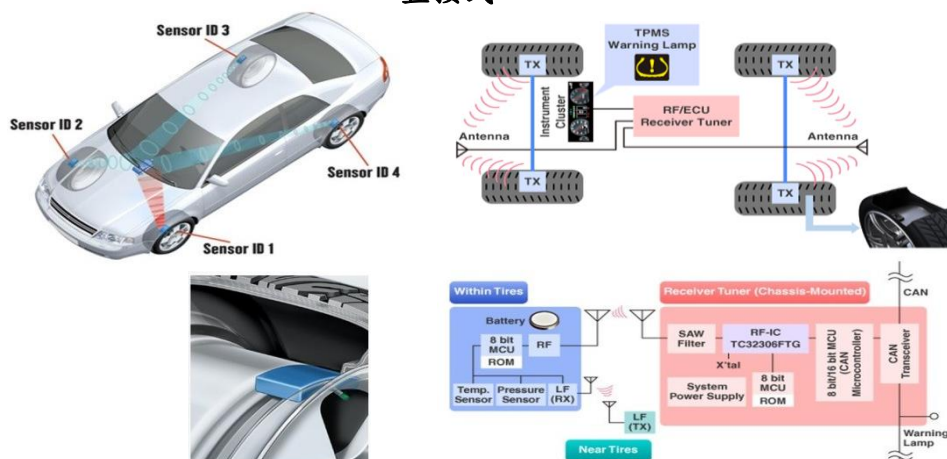 Sensor ID 3
Sensor ID 2
Sensor ID 4
Sensor ID 1
TPMS
Warning Lamp
TX
TX
Instrument
Cluster
RF/ECU
Receiver Tuner
Antenna
Antenna
TX
TX
Within Tires
Battery
8 bit
MCU
ROM
RF
Temp.
Sensor
Pressure
Sensor
LF
(RX)
LF
(TX)
Near Tires
Receiver Tuner (Chassis-Mounted)
CAN
SAW
Filter
RF-IC
TC32306FTG
X'tal
System
Power Supply
8 bit
MCU
ROM
8 bit/16 bit MCU
(CAN
Microcontroller)
CAN
Transceiver
Warning
Lamp